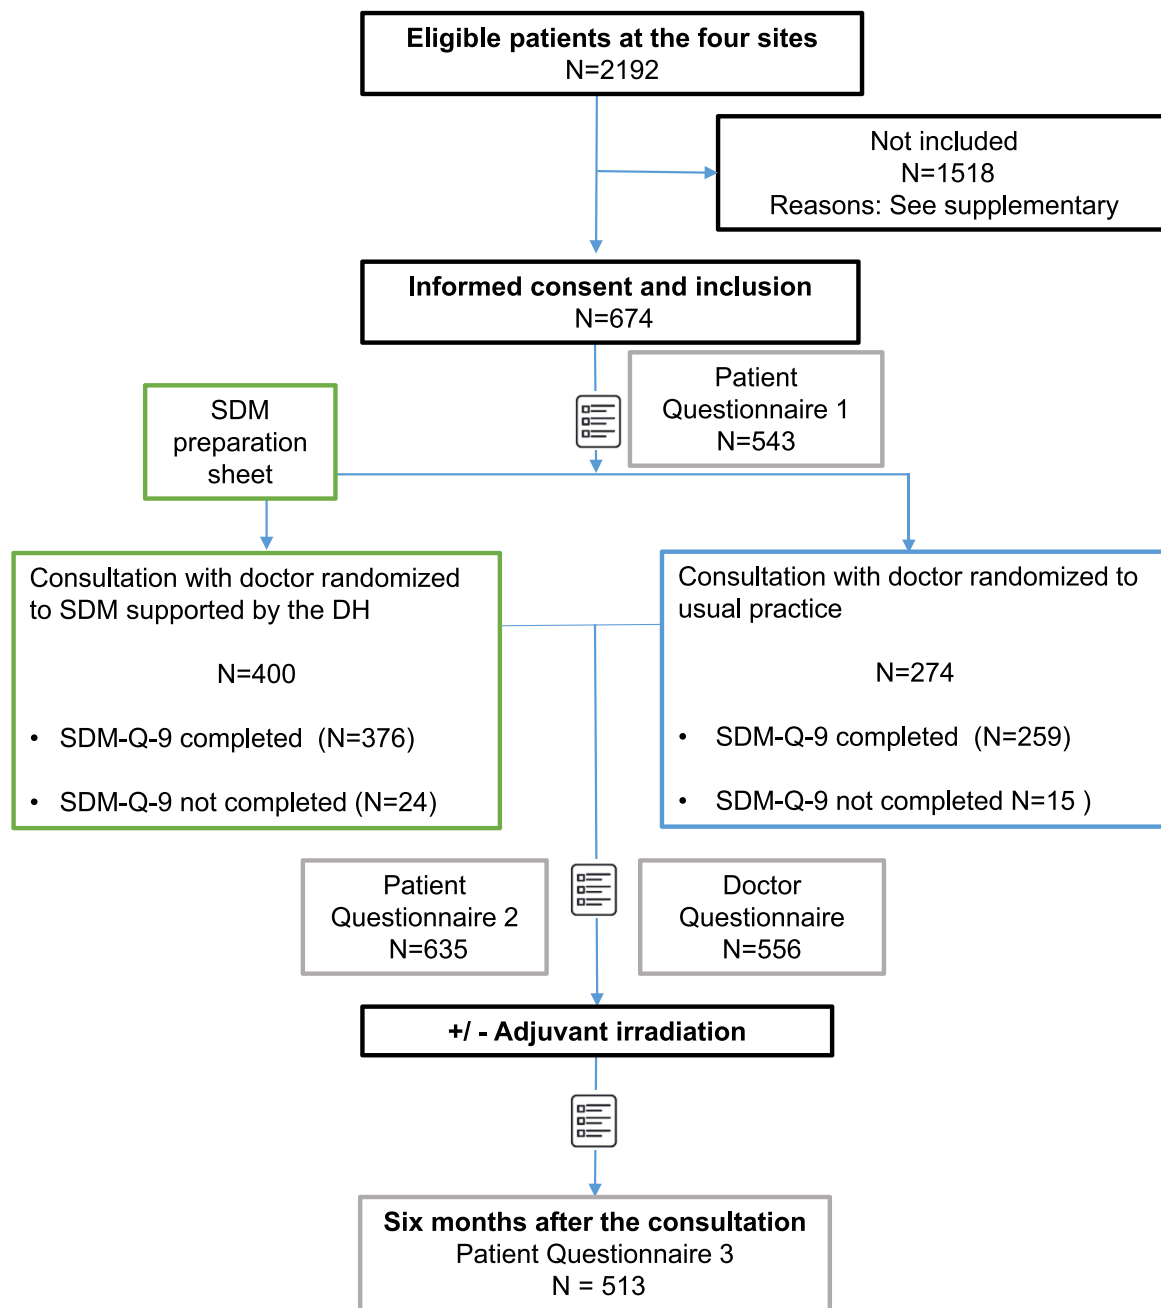 Eligible patients at the four sites
N=2192
Not included
N=1518
Reasons: See supplementary
Informed consent and inclusion
N=674
Patient
Questionnaire 1
N=543
SDM
preparation
sheet
Consultation with doctor randomized
to SDM supported by the DH
N=400
• SDM-Q-9 completed (N=376)
• SDM-Q-9 not completed (N=24)
Consultation with doctor randomized to
usual practice
N=274
• SDM-Q-9 completed (N=259)
• SDM-Q-9 not completed N=15 )
Patient
Questionnaire 2
N=635
Doctor
Questionnaire
N=556
+/ - Adjuvant irradiation
Six months after the consultation
Patient Questionnaire 3
N = 513